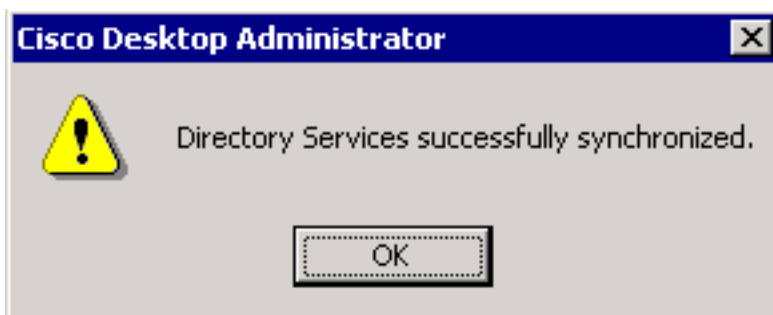 Cisco Desktop Administrator
Directory Services successfully synchronized.
OK